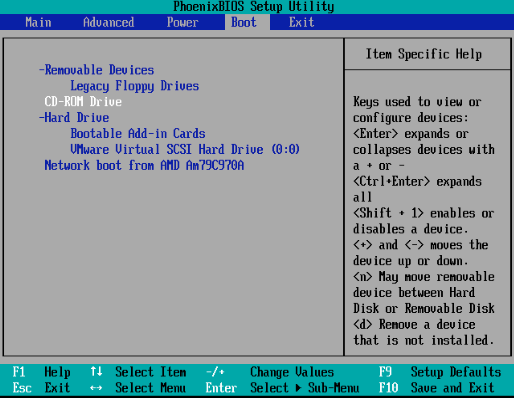 PhoenixBIOS Setup Utility
Main Advanced Power Boot Exit
-Removable Devices
Legacy Floppy Drives
CD-ROM Drive
-Hard Drive
Bootable Add-in Cards
VMware Virtual SCSI Hard Drive (0:0)
Network boot from AMD Am79C970A
Item Specific Help
Keys used to view or
configure devices:
<Enter> expands or
collapses devices with
a + or -
<Ctrl+Enter> expands
all
<Shift + 1> enables or
disables a device.
<+> and <-> moves the
device up or down.
<n> May move removable
device between Hard
Disk or Removable Disk
<d> Remove a device
that is not installed.
F1 Help ↑↓ Select Item -/+ Change Values F9 Setup Defaults
Esc Exit ↔ Select Menu Enter Select ▶ Sub-Menu F10 Save and Exit